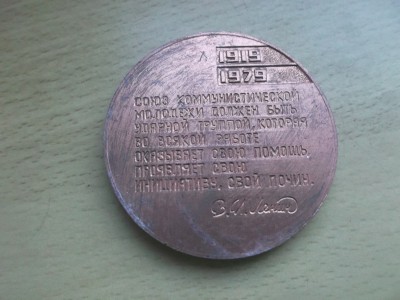 Л 1919
1979
СОЮЗ КОММУНИСТИЧЕСКОЙ
МОЛОДЕЖИ ДОЛЖЕН БЫТЬ
УДАРНОЙ ГРУППОЙ, КОТОРАЯ
ВО ВСЯКОЙ РАБОТЕ
ОКАЗЫВАЕТ СВОЮ ПОМОЩЬ,
ПРОЯВЛЯЕТ СВОЮ
ИНИЦИАТИВУ, СВОЙ ПОЧИН.
В. И. Ленин